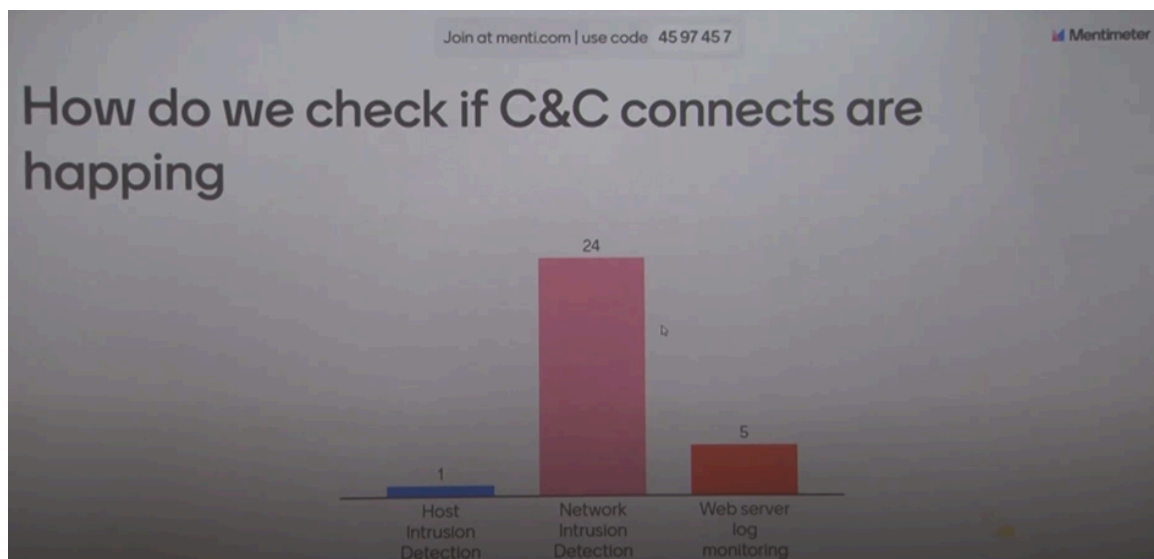 Join at menti.com | use code 45 97 45 7
Mentimeter
How do we check if C&C connects are
happing
24
5
1
Host
Intrusion
Detection
Network
Intrusion
Detection
Web server
log
monitoring